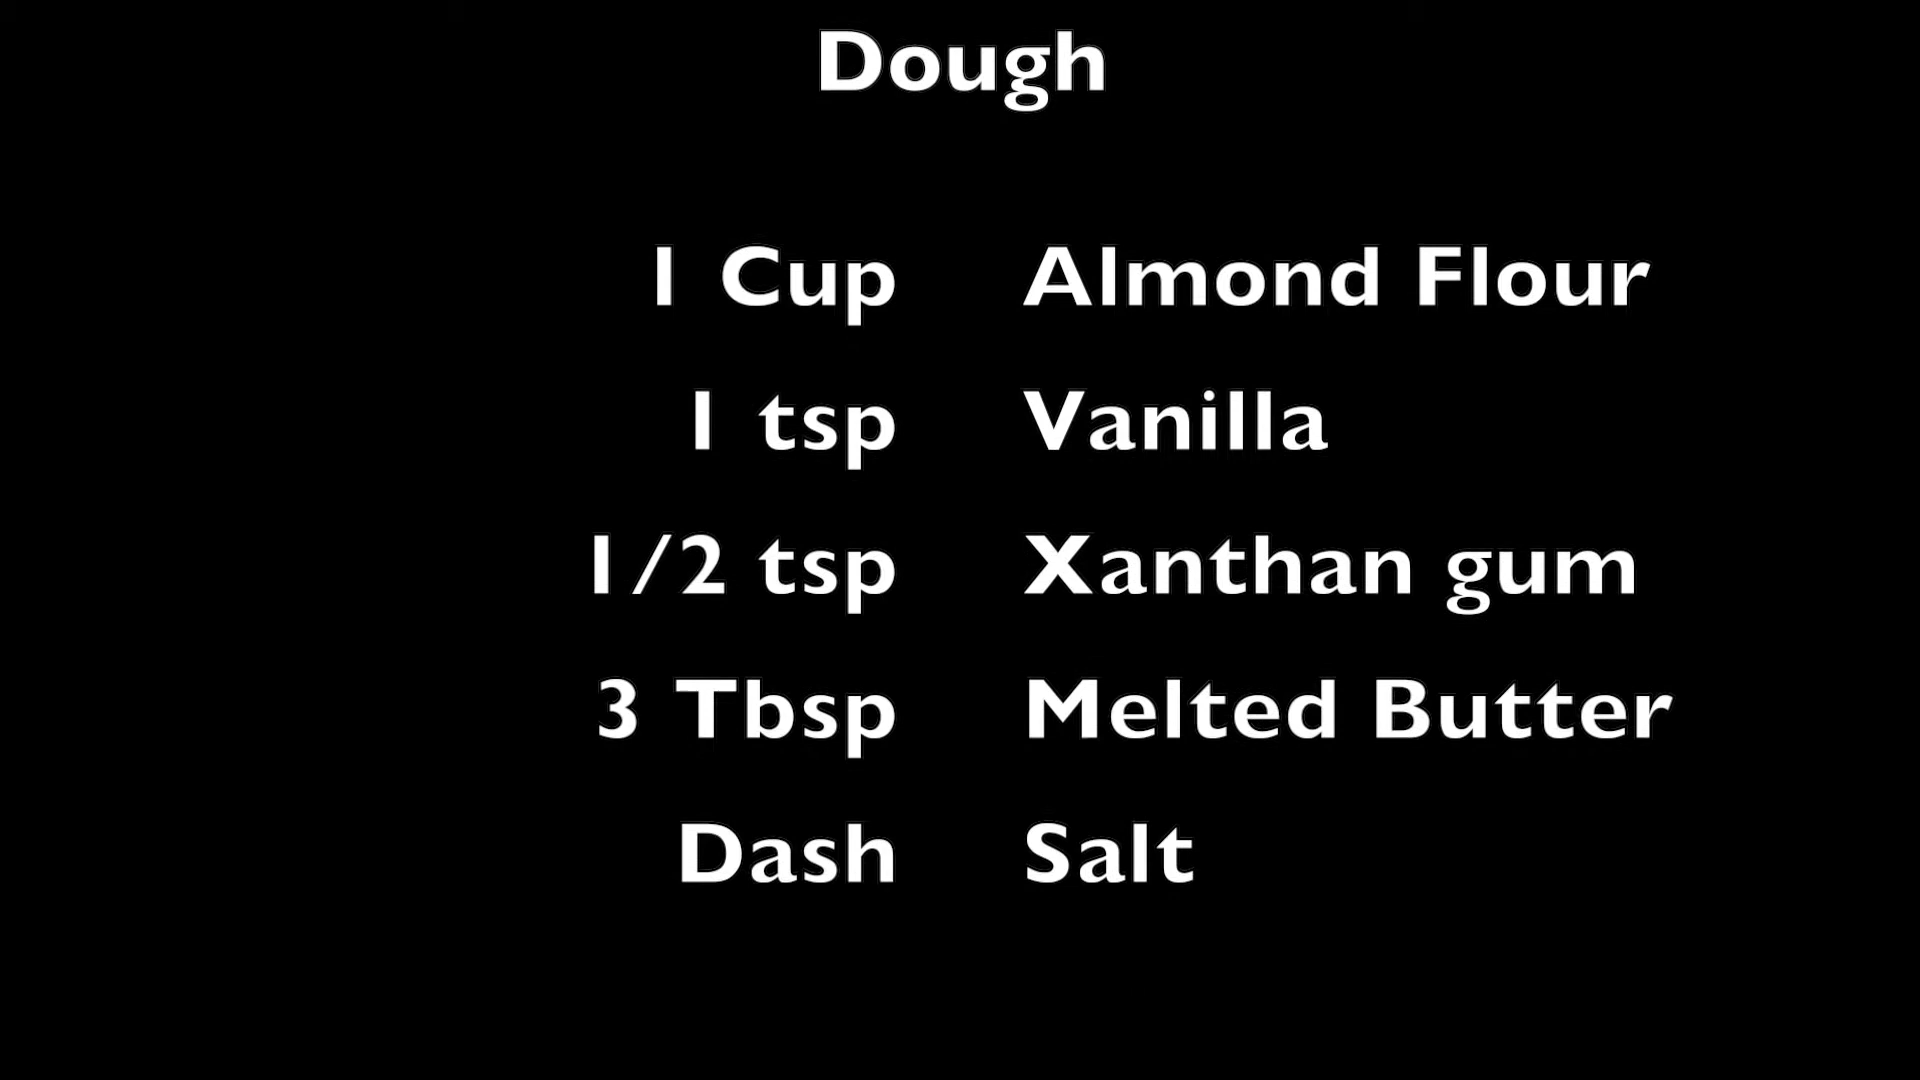 Dough
1 Cup Almond Flour
1 tsp Vanilla
1/2 tsp Xanthan gum
3 Tbsp Melted Butter
Dash Salt